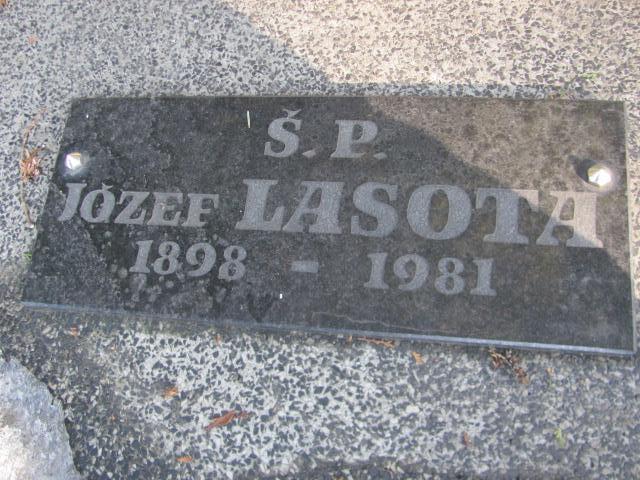 Š. P.
JÓZEF LASOTA
1898 - 1981